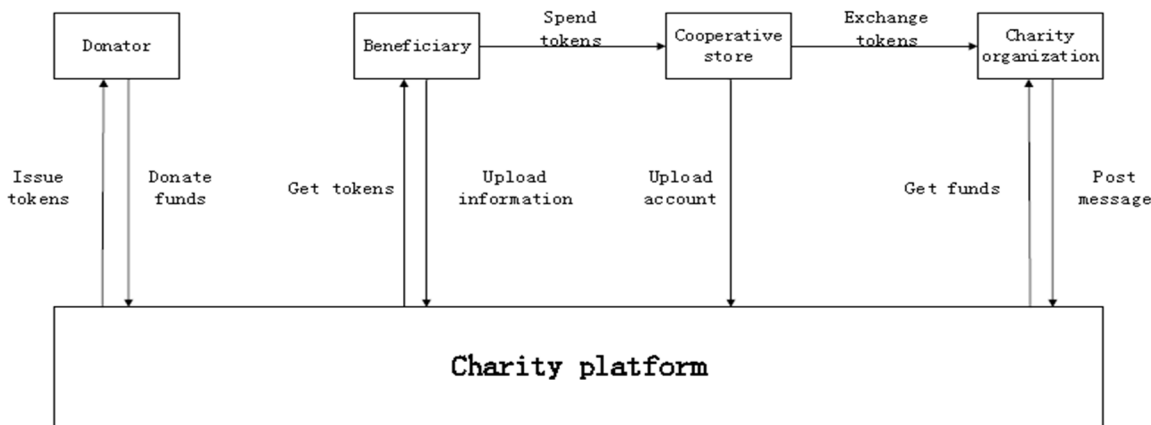 Donator
Beneficiary
Spend
tokens
Cooperative
store
Exchange
tokens
Charity
organization
Issue
tokens
Donate
funds
Get tokens
Upload
information
Upload
account
Get funds
Post
message
Charity platform